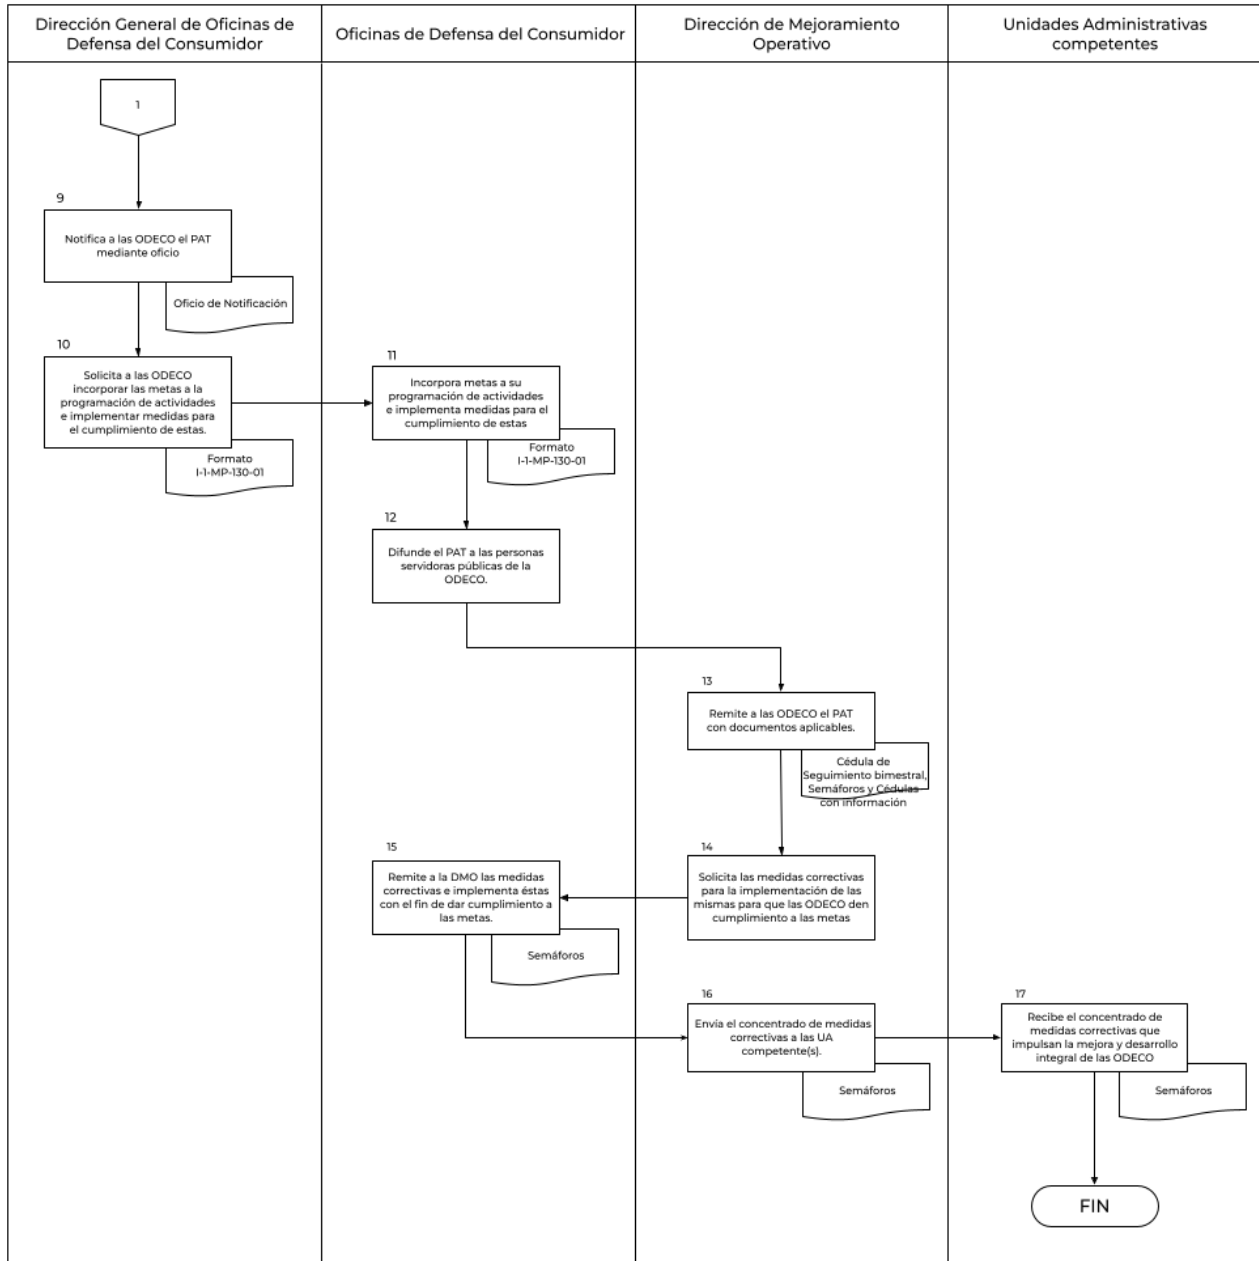 Dirección General de Oficinas de
Defensa del Consumidor
Oficinas de Defensa del Consumidor
Dirección de Mejoramiento
Operativo
Unidades Administrativas
competentes
1
9
Notifica a las ODECO el PAT
mediante oficio
Oficio de Notificación
10
Solicita a las ODECO
incorporar las metas a la
programación de actividades
e implementar medidas para
el cumplimiento de estas.
Formato
I-1-MP-130-01
11
Incorpora metas a su
programación de actividades
e implementa medidas para el
cumplimiento de estas
Formato
I-1-MP-130-01
12
Difunde el PAT a las personas
servidoras públicas de la
ODECO.
13
Remite a las ODECO el PAT
con documentos aplicables.
Cédula de
Seguimiento bimestral,
Semáforos y Cédulas
con información
14
Solicita las medidas correctivas
para la implementación de las
mismas para que las ODECO den
cumplimiento a las metas
15
Remite a la DMO las medidas
correctivas e implementa éstas
con el fin de dar cumplimiento a
las metas.
Semáforos
16
Envía el concentrado de medidas
correctivas a las UA
competente(s).
Semáforos
17
Recibe el concentrado de
medidas correctivas que
impulsan la mejora y desarrollo
integral de las ODECO
Semáforos
FIN